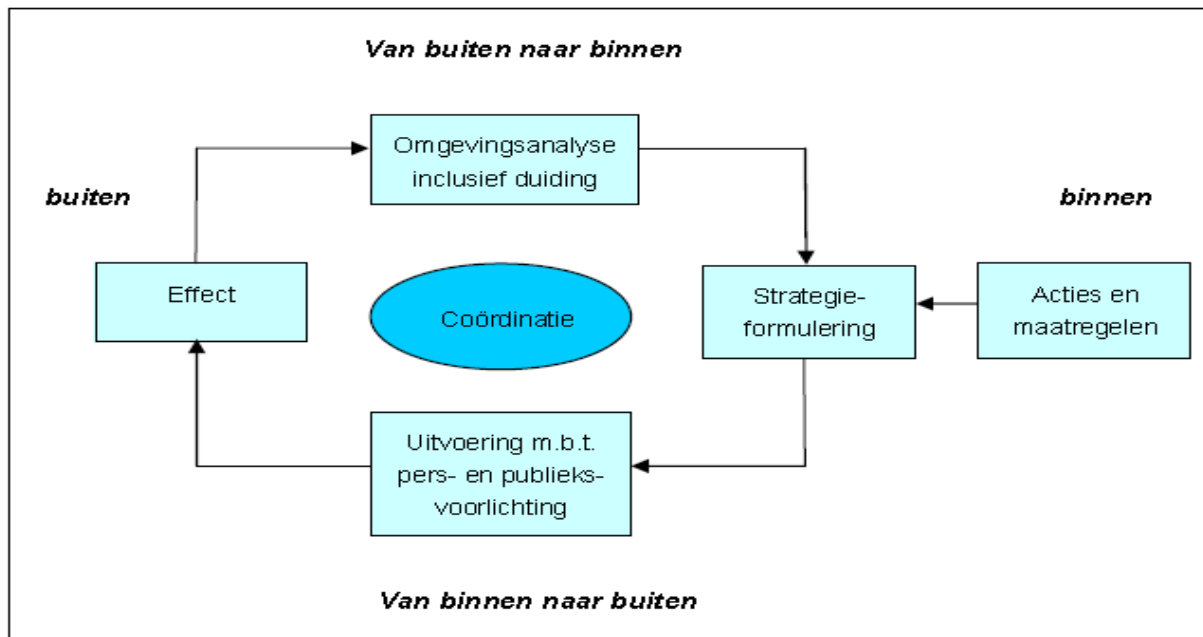 Van buiten naar binnen
Omgevingsanalyse
inclusief duiding
buiten
binnen
Effect
Coördinatie
Strategie-
formulering
Acties en
maatregelen
Uitvoering m.b.t.
pers- en publieks-
voorlichting
Van binnen naar buiten